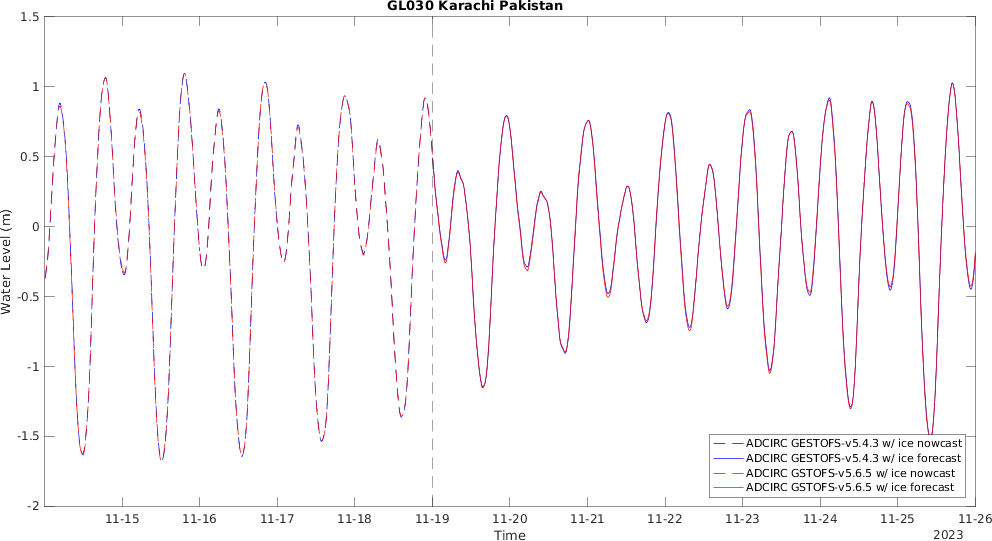 GL030 Karachi Pakistan
1.5
1
0.5
0
-0.5
-1
-1.5
-2
Water Level (m)
ADCIRC GESTOFS-v5.4.3 w/ ice nowcast
ADCIRC GESTOFS-v5.4.3 w/ ice forecast
ADCIRC GSTOFS-v5.6.5 w/ ice nowcast
ADCIRC GSTOFS-v5.6.5 w/ ice forecast
11-15 11-16 11-17 11-18 11-19 11-20 11-21 11-22 11-23 11-24 11-25 11-26
Time
2023